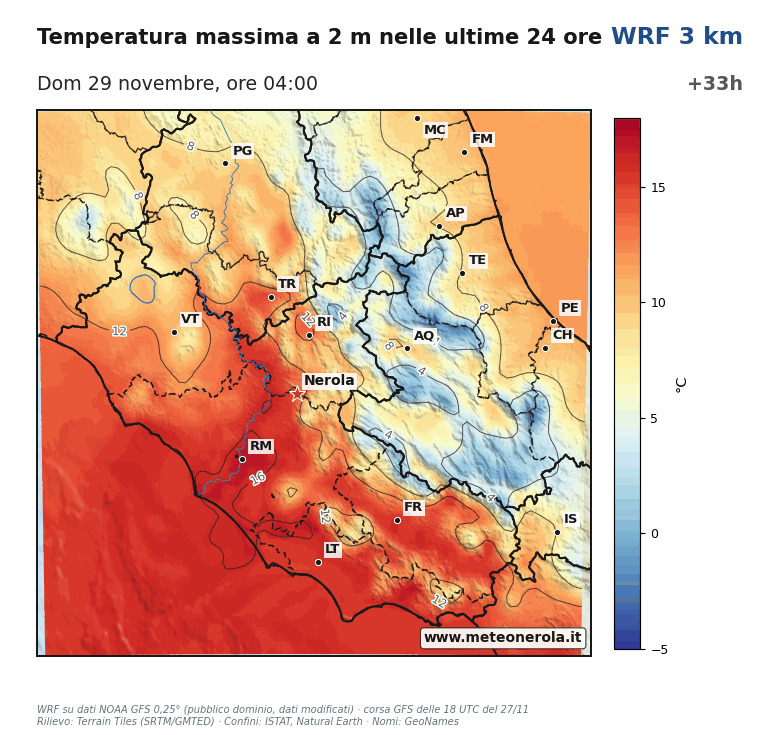 Temperatura massima a 2 m nelle ultime 24 ore WRF 3 km
Dom 29 novembre, ore 04:00 +33h
MC
FM
8
PG
8
8
AP
TE
TR
15
PE
12
RI
4
8
VT
12
AQ
8
CH
10
4
Nerola
°C
5
4
RM
16
4
FR
12
IS
0
LT
12
www.meteonerola.it
−5
WRF su dati NOAA GFS 0,25° (pubblico dominio, dati modificati) · corsa GFS delle 18 UTC del 27/11
Rilievo: Terrain Tiles (SRTM/GMTED) · Confini: ISTAT, Natural Earth · Nomi: GeoNames